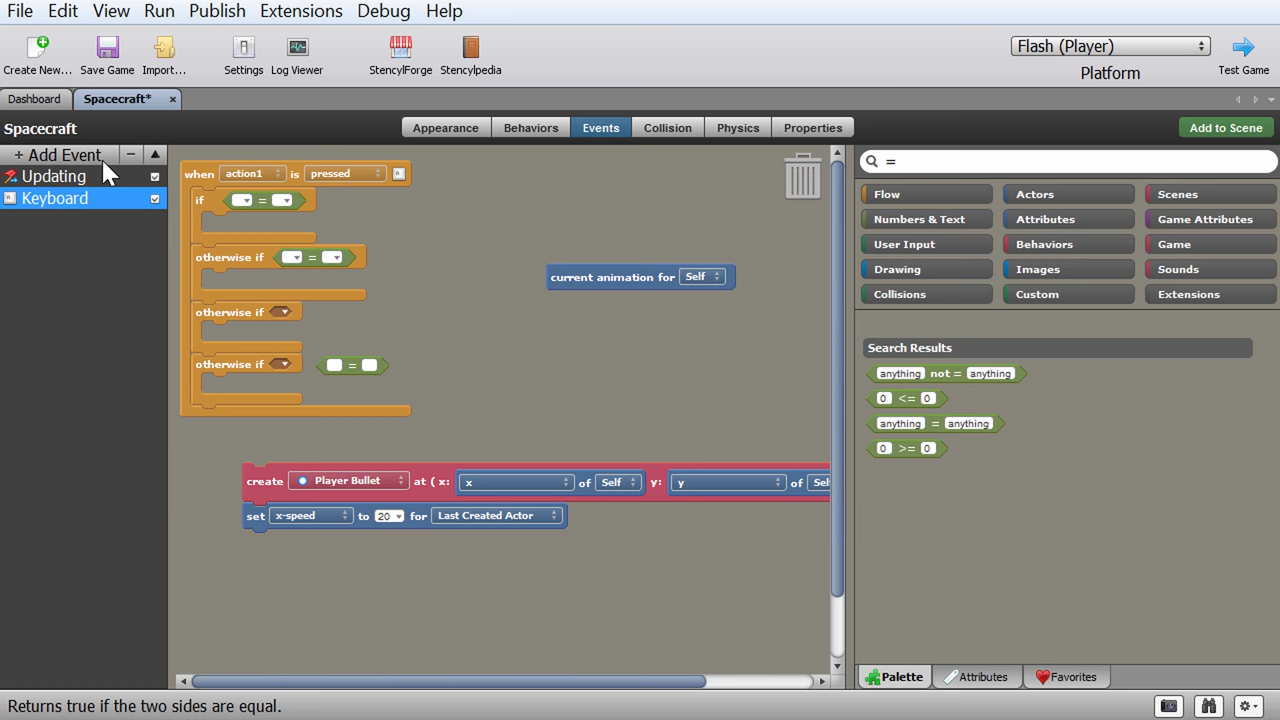 File Edit View Run Publish Extensions Debug Help
Create New... Save Game Import... Settings Log Viewer StencylForge Stencylpedia Flash (Player) Platform Test Game
Dashboard Spacecraft* ×
Spacecraft Appearance Behaviors Events Collision Physics Properties Add to Scene
+ Add Event −
Updating
Keyboard
when action1 is pressed
if =
otherwise if =
otherwise if
otherwise if =
current animation for Self
create Player Bullet at ( x: x of Self y: y of
set x-speed to 20 for Last Created Actor
=
Flow Actors Scenes
Numbers & Text Attributes Game Attributes
User Input Behaviors Game
Drawing Images Sounds
Collisions Custom Extensions
Search Results
anything not = anything
0 <= 0
anything = anything
0 >= 0
Palette Attributes Favorites
Returns true if the two sides are equal.